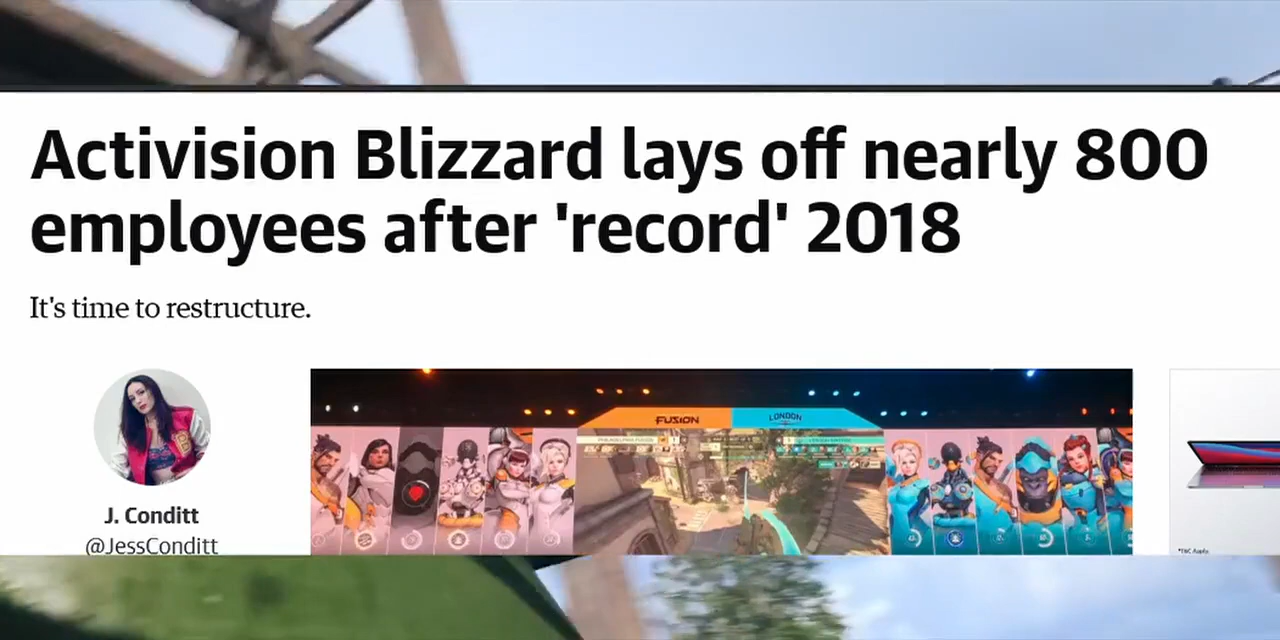 Activision Blizzard lays off nearly 800
employees after 'record' 2018
It's time to restructure.
FUSION
LONDON
J. Conditt
@JessConditt